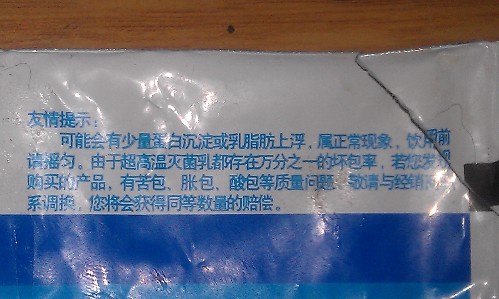 友情提示：
可能会有少量蛋白沉淀或乳脂肪上浮，属正常现象，饮用前
请摇匀。由于超高温灭菌乳都存在万分之一的坏包率，若您发现
购买的产品，有苦包、胀包、酸包等质量问题，敬请与经销
系调换，您将会获得同等数量的赔偿。